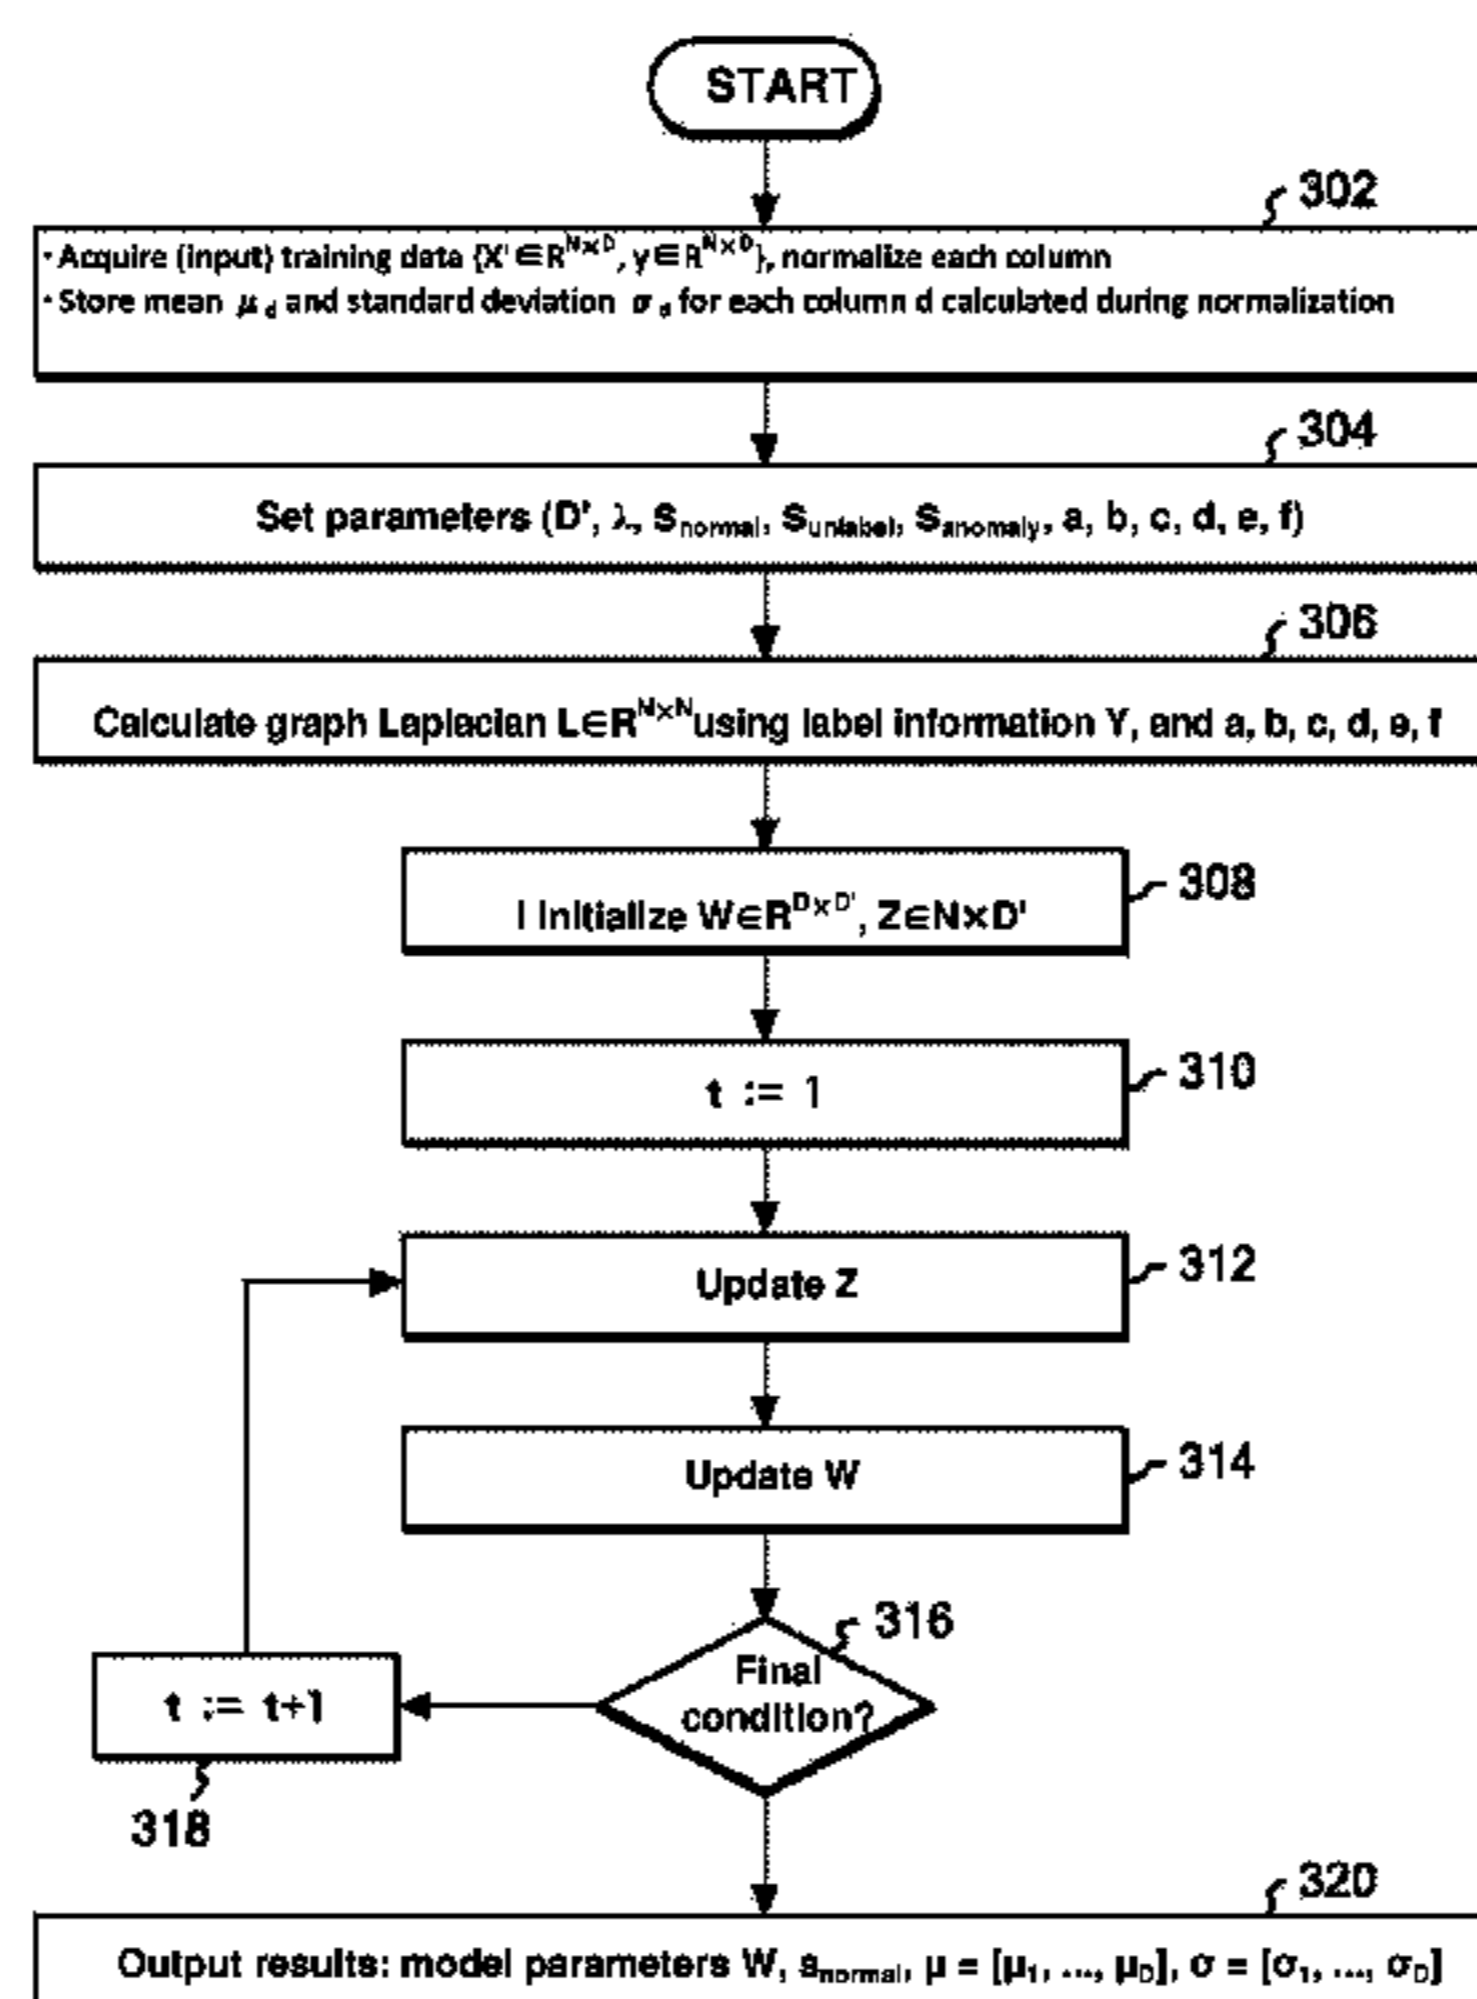 START
302
· Acquire (input) training data {X'∈R^{N×D}, y∈R^{N×D}}, normalize each column
· Store mean μ_d and standard deviation σ_d for each column d calculated during normalization
304
Set parameters (D', λ, S_normal, S_unlabel, S_anomaly, a, b, c, d, e, f)
306
Calculate graph Laplacian L∈R^{N×N} using label information Y, and a, b, c, d, e, f
308
I Initialize W∈R^{D×D'}, Z∈N×D'
310
t := 1
312
Update Z
314
Update W
316
Final
condition?
t := t+1
318
320
Output results: model parameters W, s_normal, μ = [μ_1, ..., μ_D], σ = [σ_1, ..., σ_D]